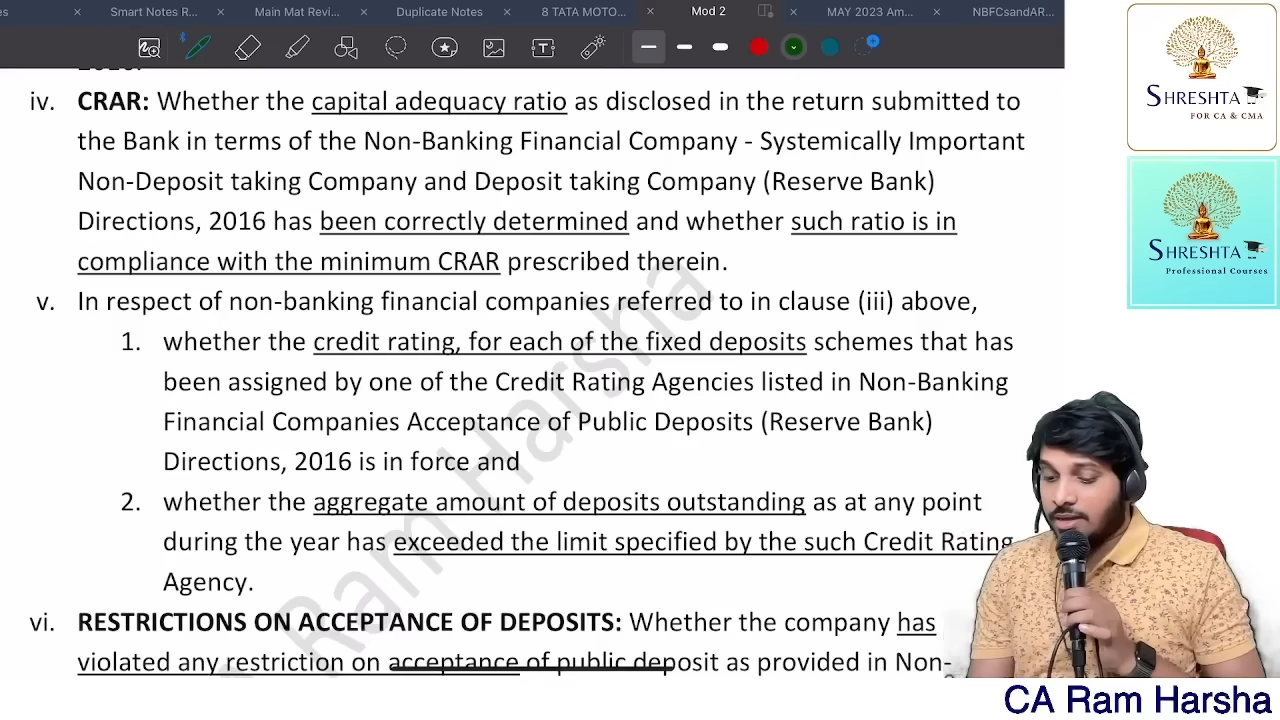 es
Smart Notes R...
Main Mat Revi...
Duplicate Notes
8 TATA MOTO...
Mod 2
MAY 2023 Am...
NBFCsandAR...
iv. CRAR: Whether the capital adequacy ratio as disclosed in the return submitted to
the Bank in terms of the Non-Banking Financial Company - Systemically Important
Non-Deposit taking Company and Deposit taking Company (Reserve Bank)
Directions, 2016 has been correctly determined and whether such ratio is in
compliance with the minimum CRAR prescribed therein.
v. In respect of non-banking financial companies referred to in clause (iii) above,
1. whether the credit rating, for each of the fixed deposits schemes that has
been assigned by one of the Credit Rating Agencies listed in Non-Banking
Financial Companies Acceptance of Public Deposits (Reserve Bank)
Directions, 2016 is in force and
2. whether the aggregate amount of deposits outstanding as at any point
during the year has exceeded the limit specified by the such Credit Rating
Agency.
vi. RESTRICTIONS ON ACCEPTANCE OF DEPOSITS: Whether the company has
violated any restriction on acceptance of public deposit as provided in Non-
Ram Harsha
SHRESHTA
FOR CA & CMA
SHRESHTA
Professional Courses
CA Ram Harsha